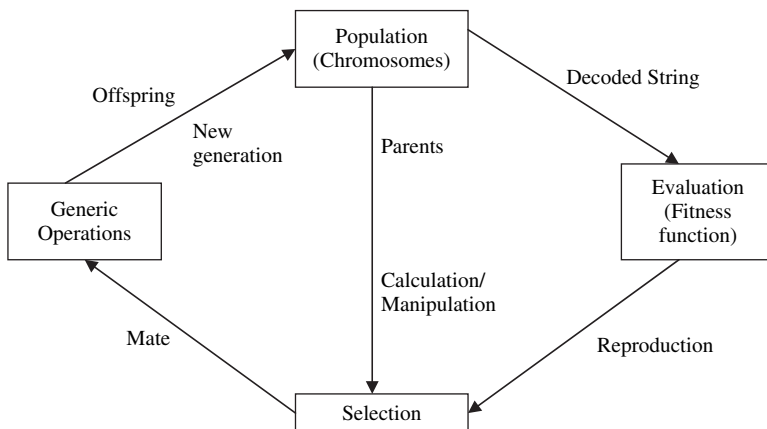 Population
(Chromosomes)
Offspring
Decoded String
New
generation
Parents
Generic
Operations
Evaluation
(Fitness
function)
Calculation/
Manipulation
Mate
Reproduction
Selection